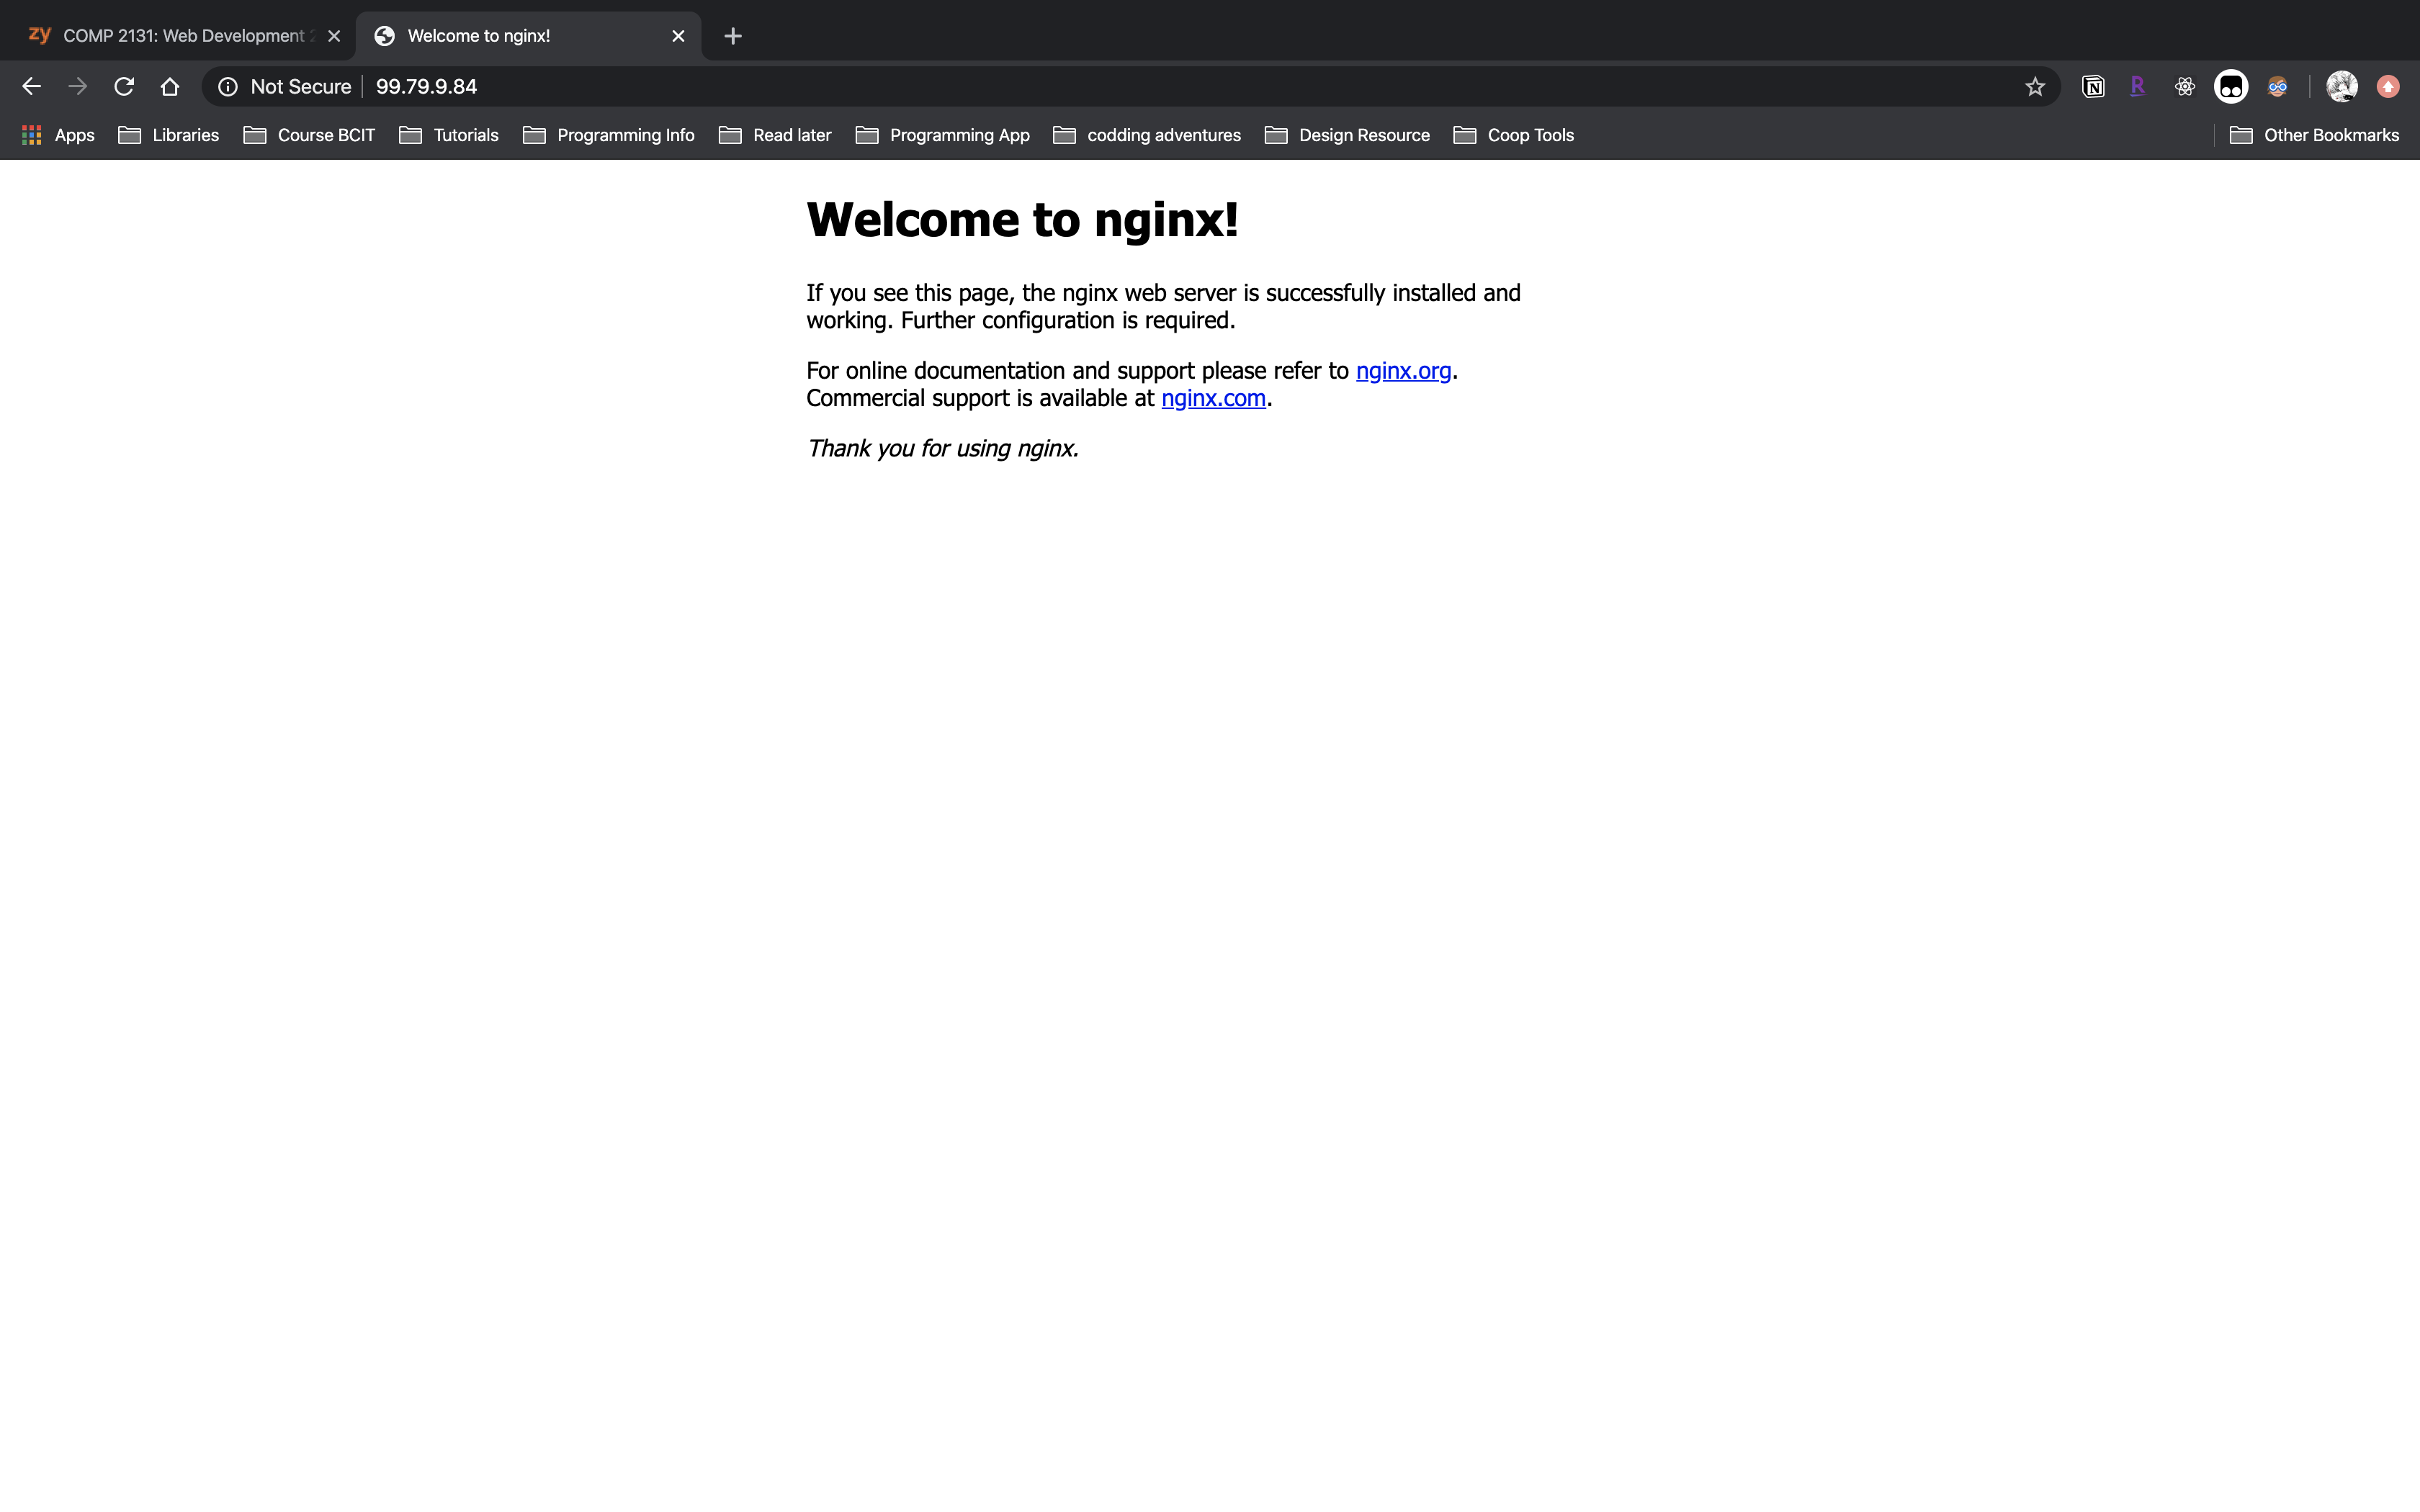 zy COMP 2131: Web Development
Welcome to nginx!
Not Secure 99.79.9.84
Apps Libraries Course BCIT Tutorials Programming Info Read later Programming App codding adventures Design Resource Coop Tools Other Bookmarks
Welcome to nginx!
If you see this page, the nginx web server is successfully installed and
working. Further configuration is required.
For online documentation and support please refer to nginx.org.
Commercial support is available at nginx.com.
Thank you for using nginx.